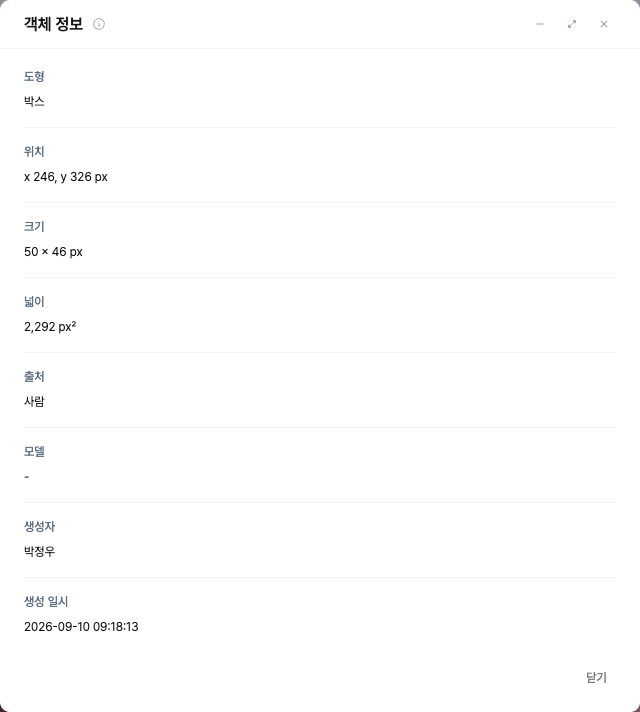 객체 정보
도형
박스
위치
x 246, y 326 px
크기
50 × 46 px
넓이
2,292 px²
출처
사람
모델
-
생성자
박정우
생성 일시
2026-09-10 09:18:13
닫기